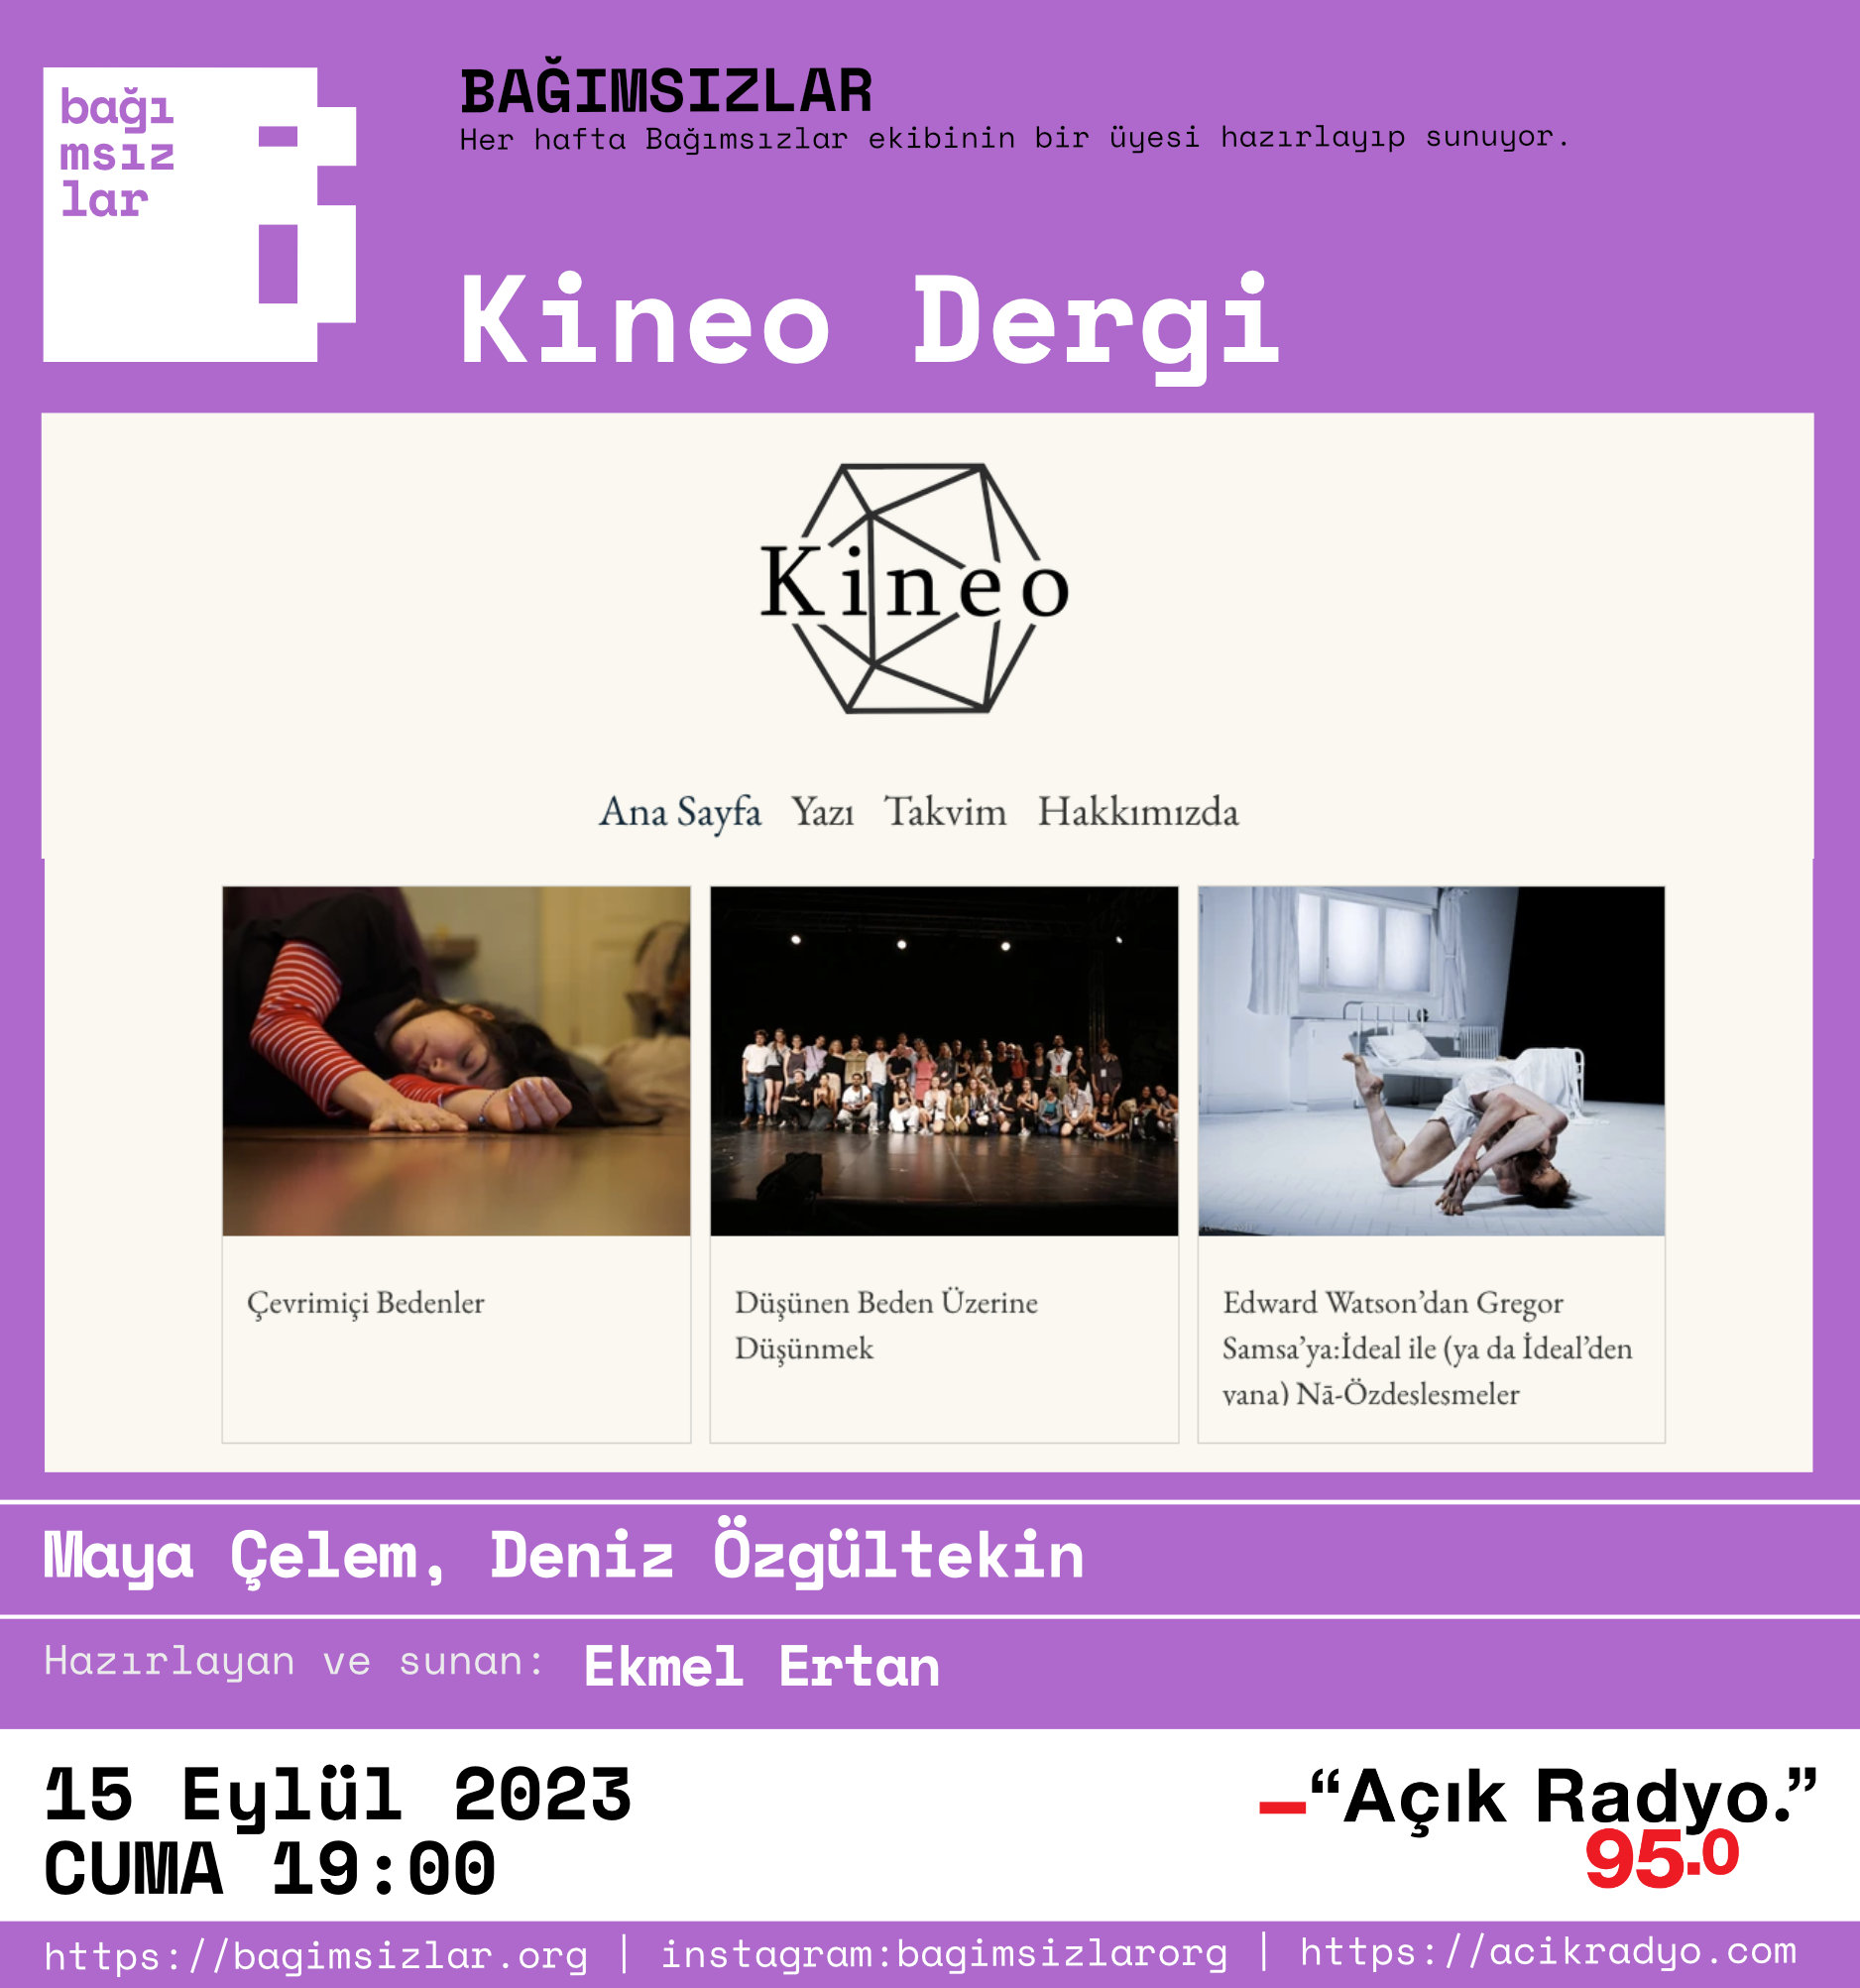 bağı
msız
lar
BAĞIMSIZLAR
Her hafta Bağımsızlar ekibinin bir üyesi hazırlayıp sunuyor.
Kineo Dergi
Kineo
Ana Sayfa Yazı Takvim Hakkımızda
Çevrimiçi Bedenler
Düşünen Beden Üzerine
Düşünmek
Edward Watson’dan Gregor
Samsa’ya:İdeal ile (ya da İdeal’den
yana) Nā-Özdeşleşmeler
Maya Çelem, Deniz Özgültekin
Hazırlayan ve sunan: Ekmel Ertan
15 Eylül 2023
CUMA 19:00
“Açık Radyo.”
95.0
https://bagimsizlar.org | instagram:bagimsizlarorg | https://acikradyo.com